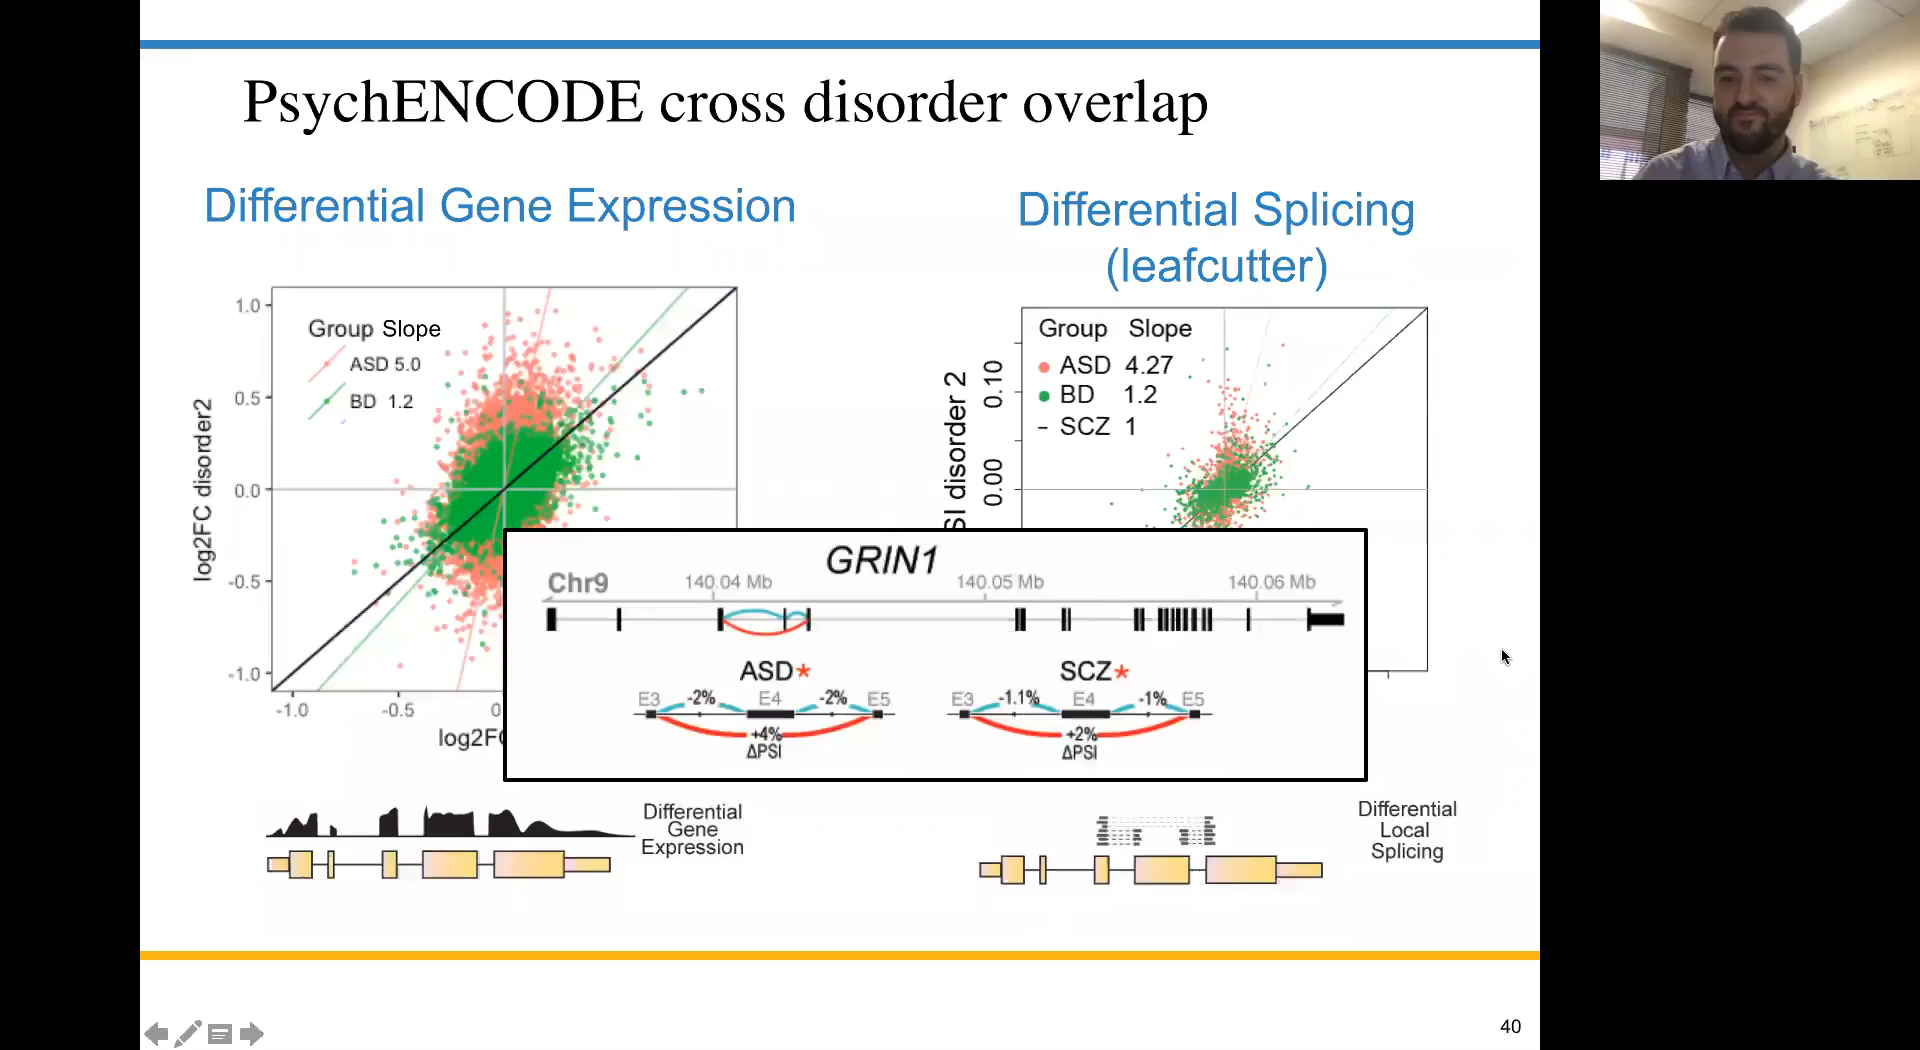 PsychENCODE cross disorder overlap
Differential Gene Expression
Differential Splicing
(leafcutter)
1.0
0.5
0.0
-0.5
-1.0
log2FC disorder2
Group Slope
ASD 5.0
BD 1.2
-1.0
-0.5
0
log2F
SI disorder 2
0.10
0.00
Group Slope
ASD 4.27
BD 1.2
SCZ 1
GRIN1
Chr9
140.04 Mb
140.05 Mb
140.06 Mb
ASD*
E3 -2% E4 -2% E5
+4%
ΔPSI
SCZ*
E3 -1.1% E4 -1% E5
+2%
ΔPSI
Differential
Gene
Expression
Differential
Local
Splicing
40